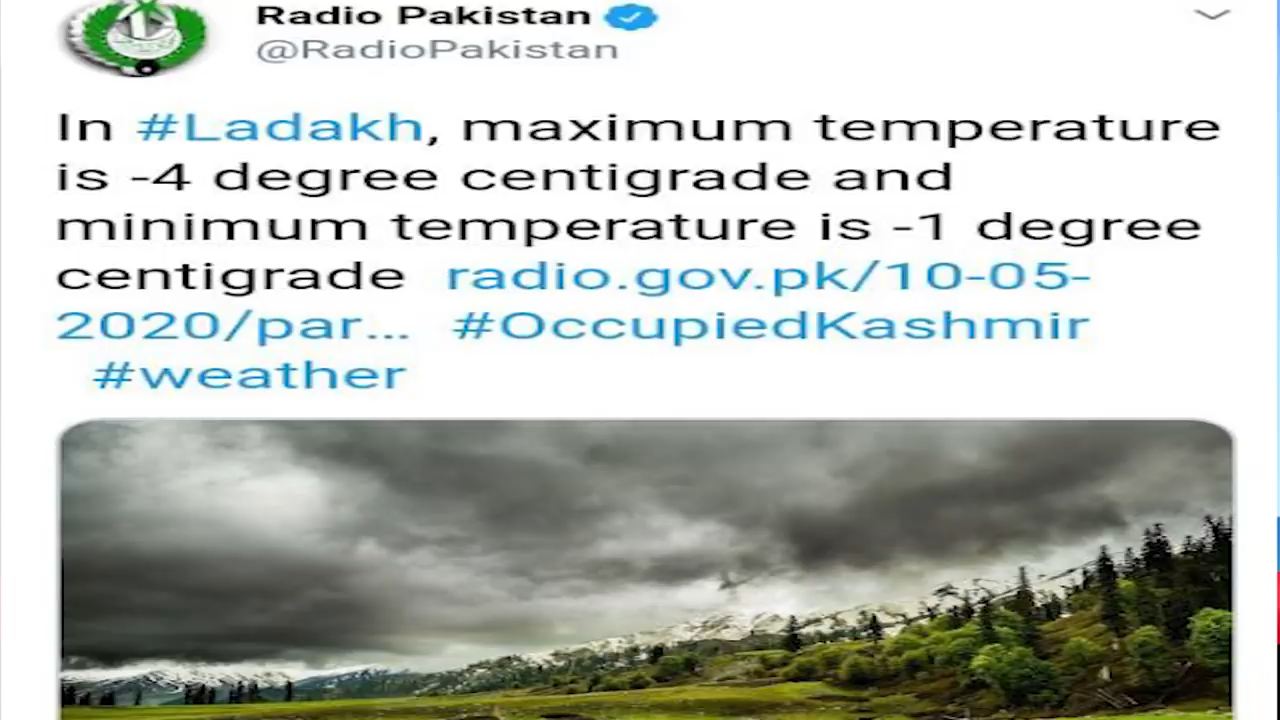 Radio Pakistan
@RadioPakistan
In #Ladakh, maximum temperature
is -4 degree centigrade and
minimum temperature is -1 degree
centigrade radio.gov.pk/10-05-
2020/par... #OccupiedKashmir
#weather